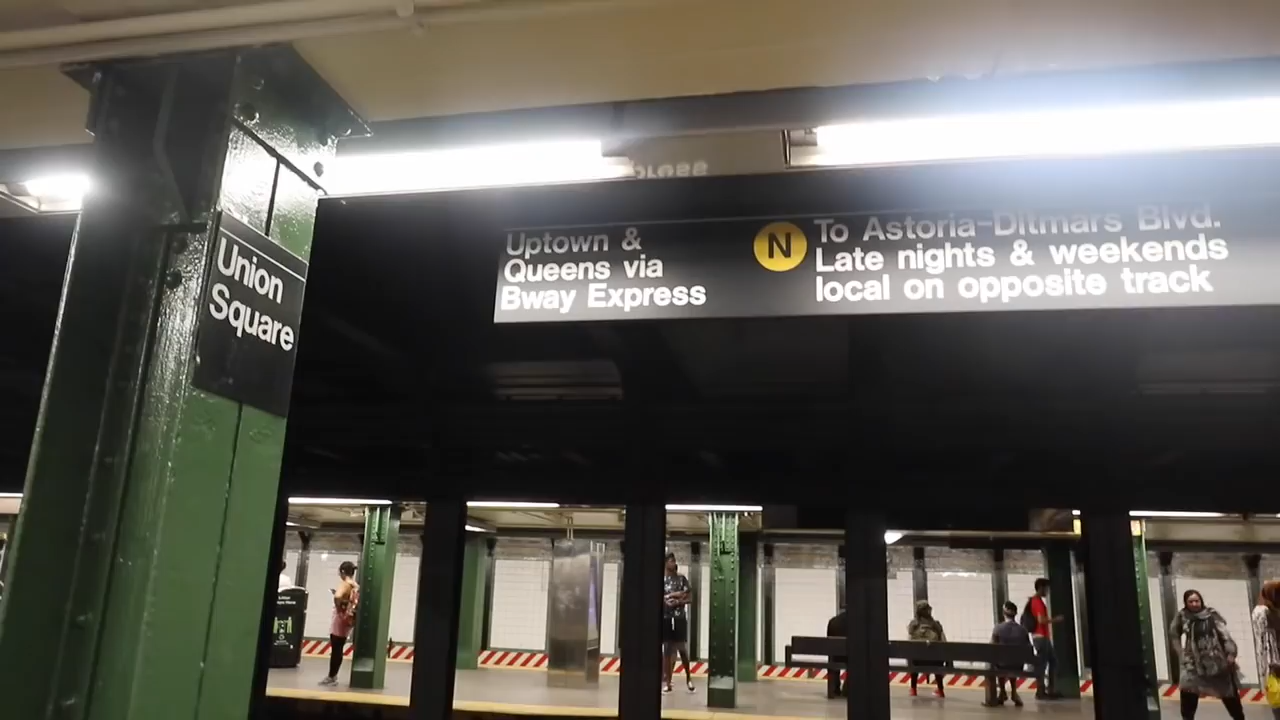 Union
Square
Uptown &
Queens via
Bway Express
N
To Astoria-Ditmars Blvd.
Late nights & weekends
local on opposite track